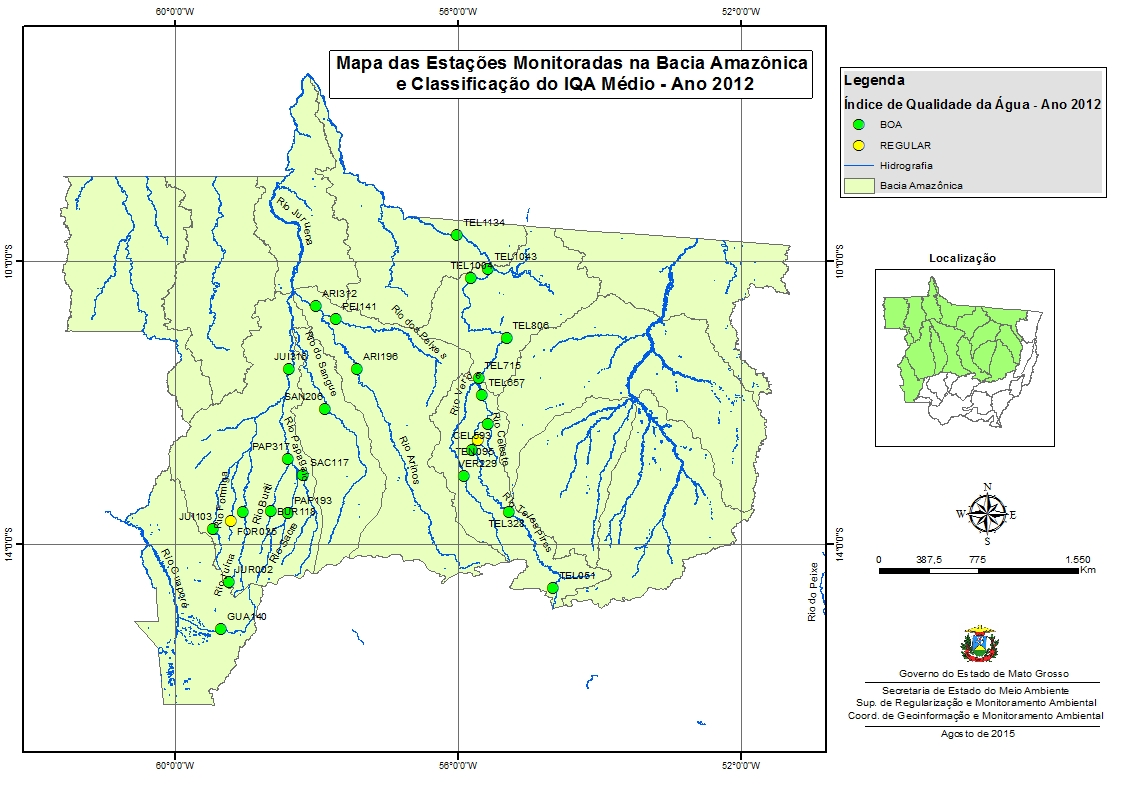 60°0'0"W
56°0'0"W
52°0'0"W
Mapa das Estações Monitoradas na Bacia Amazônica
e Classificação do IQA Médio - Ano 2012
Legenda
Índice de Qualidade da Água - Ano 2012
BOA
REGULAR
Hidrografia
Bacia Amazônica
10°0'0"S
10°0'0"S
14°0'0"S
14°0'0"S
Rio Juruena
TEL1134
TEL1043
TEL1004
ARI312
PEI141
Rio dos Peixes
TEL806
JUI316
Rio do Sangue
ARI196
TEL715
TEL657
Rio Verde
SAN206
CEL593
Rio Celeste
TEN095
VER229
PAP317
Rio Papagaio
SAC117
Rio Arinos
Rio Formiga
Rio Buriti
PAP193
BUR118
JUI103
FOR025
Rio Sacre
TEL323
Rio Teles pires
Rio Guaporé
Rio Juína
JUR002
TEL051
GUA140
Rio do Peixe
Localização
N
W
E
S
0
387,5
775
1.550
Km
Governo do Estado de Mato Grosso
Secretaria de Estado do Meio Ambiente
Sup. de Regularização e Monitoramento Ambiental
Coord. de Geoinformação e Monitoramento Ambiental
Agosto de 2015
60°0'0"W
56°0'0"W
52°0'0"W